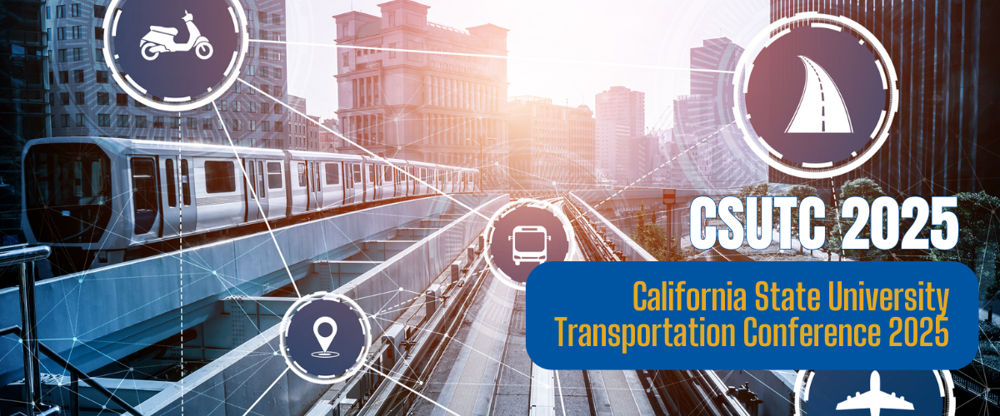 CSUTC 2025
California State University
Transportation Conference 2025